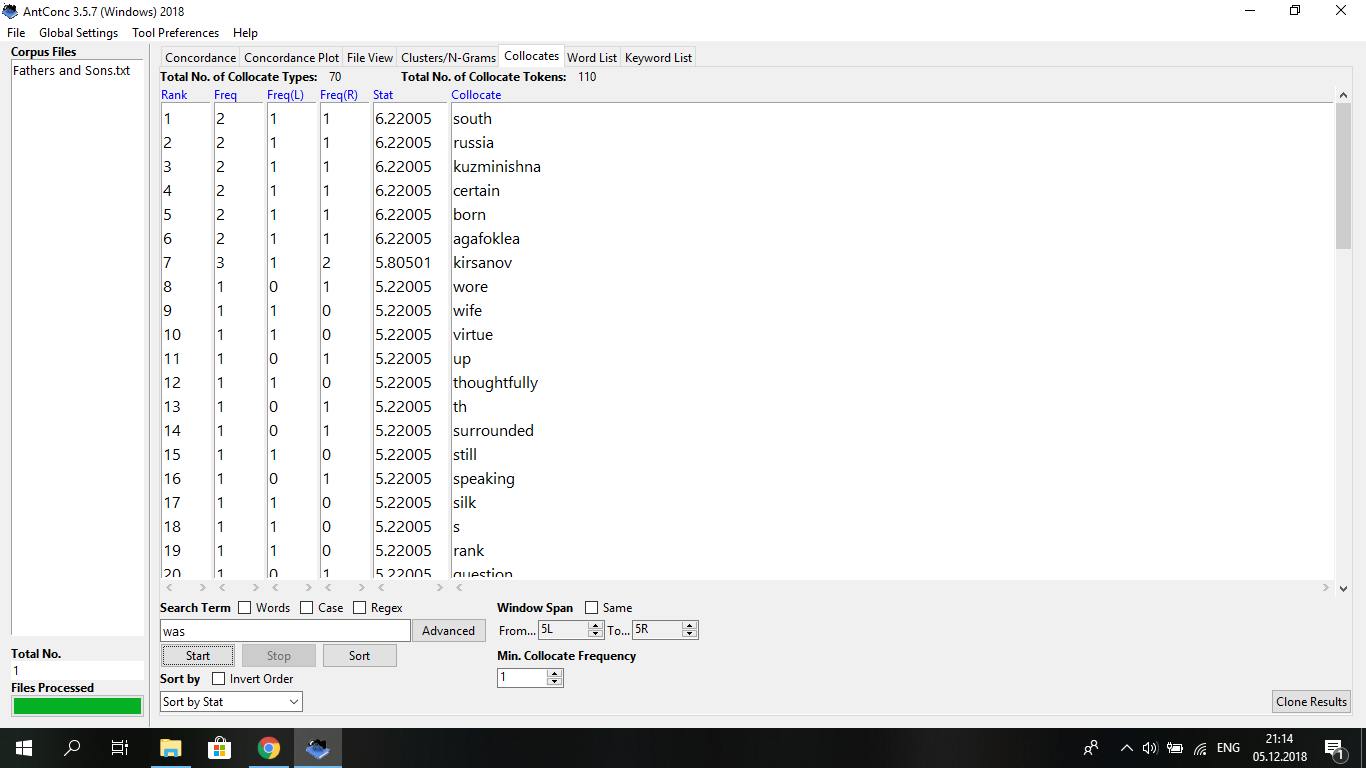 AntConc 3.5.7 (Windows) 2018
File Global Settings Tool Preferences Help
Corpus Files
Fathers and Sons.txt
Concordance Concordance Plot File View Clusters/N-Grams Collocates Word List Keyword List
Total No. of Collocate Types: 70 Total No. of Collocate Tokens: 110
Rank Freq Freq(L) Freq(R) Stat Collocate
1 2 1 1 6.22005 south
2 2 1 1 6.22005 russia
3 2 1 1 6.22005 kuzminishna
4 2 1 1 6.22005 certain
5 2 1 1 6.22005 born
6 2 1 1 6.22005 agafoklea
7 3 1 2 5.80501 kirsanov
8 1 0 1 5.22005 wore
9 1 1 0 5.22005 wife
10 1 1 0 5.22005 virtue
11 1 0 1 5.22005 up
12 1 1 0 5.22005 thoughtfully
13 1 0 1 5.22005 th
14 1 0 1 5.22005 surrounded
15 1 1 0 5.22005 still
16 1 0 1 5.22005 speaking
17 1 1 0 5.22005 silk
18 1 1 0 5.22005 s
19 1 1 0 5.22005 rank
20 1 0 1 5.22005 question
Search Term Words Case Regex
was Advanced
Start Stop Sort
Sort by Invert Order
Sort by Stat
Window Span Same
From... 5L To... 5R
Min. Collocate Frequency
1
Clone Results
Total No.
1
Files Processed
ENG 21:14
05.12.2018
1